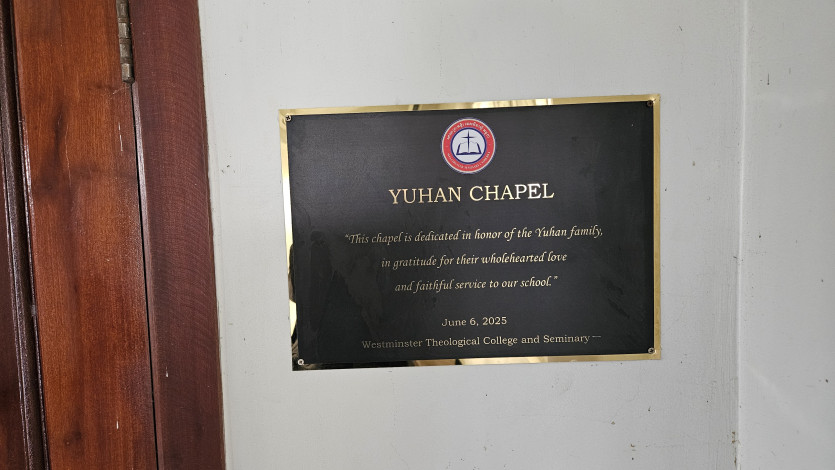 YUHAN CHAPEL
“This chapel is dedicated in honor of the Yuhan family,
in gratitude for their wholehearted love
and faithful service to our school.”
June 6, 2025
Westminster Theological College and Seminary